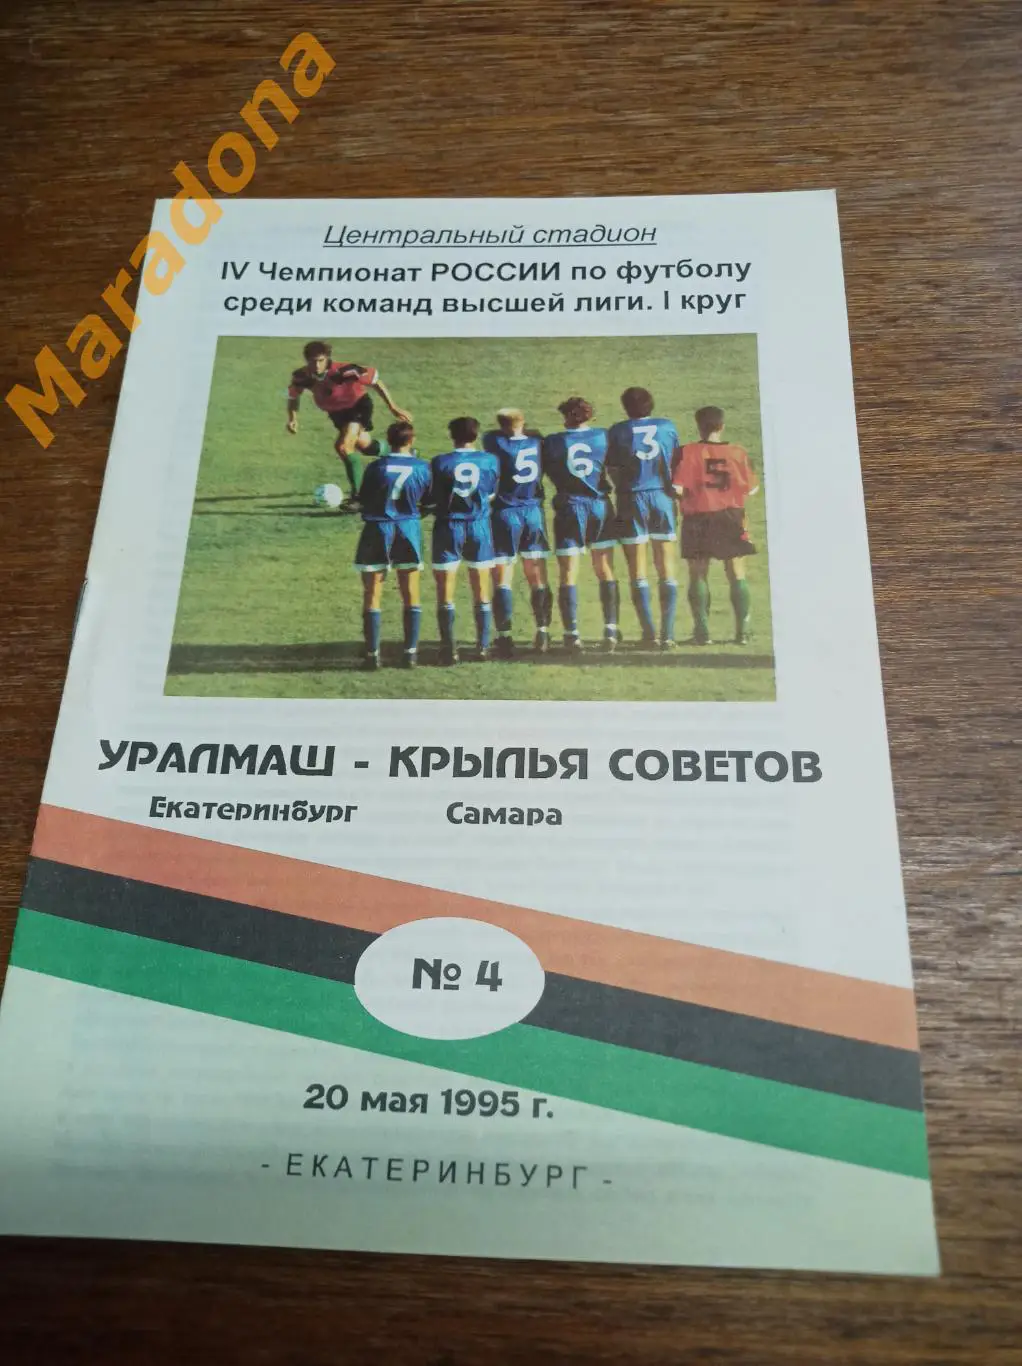 Maradona
Центральный стадион
IV Чемпионат РОССИИ по футболу
среди команд высшей лиги. I круг
7 9 5 6 3 5
УРАЛМАШ - КРЫЛЬЯ СОВЕТОВ
Екатеринбург Самара
№ 4
20 мая 1995 г.
- ЕКАТЕРИНБУРГ -